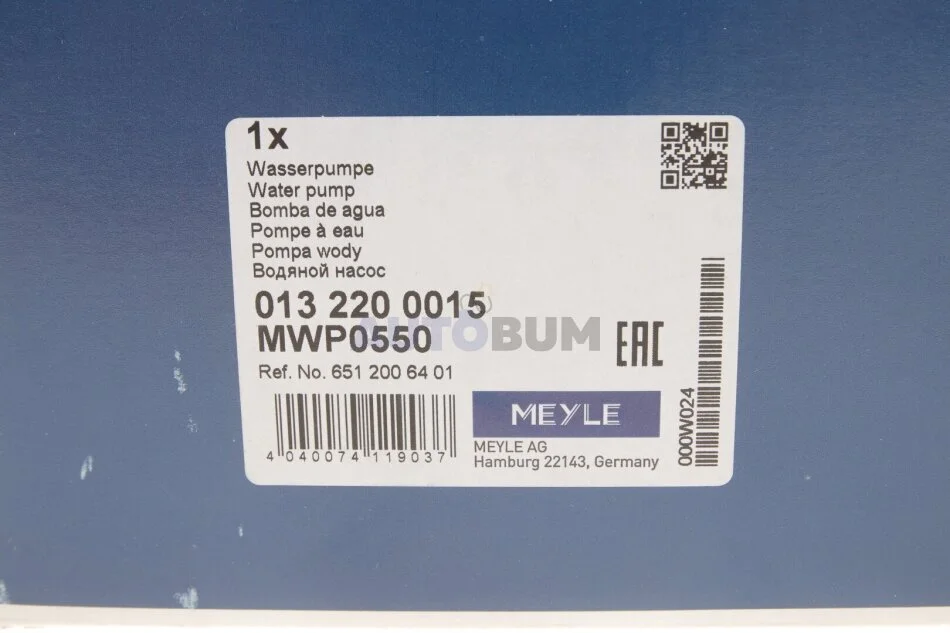 1x
Wasserpumpe
Water pump
Bomba de agua
Pompe à eau
Pompa wody
Водяной насос
013 220 0015
MWP0550
AUTOBUM
EAC
Ref. No. 651 200 64 01
4 040074 119037
MEYLE
MEYLE AG
Hamburg 22143, Germany
000W024